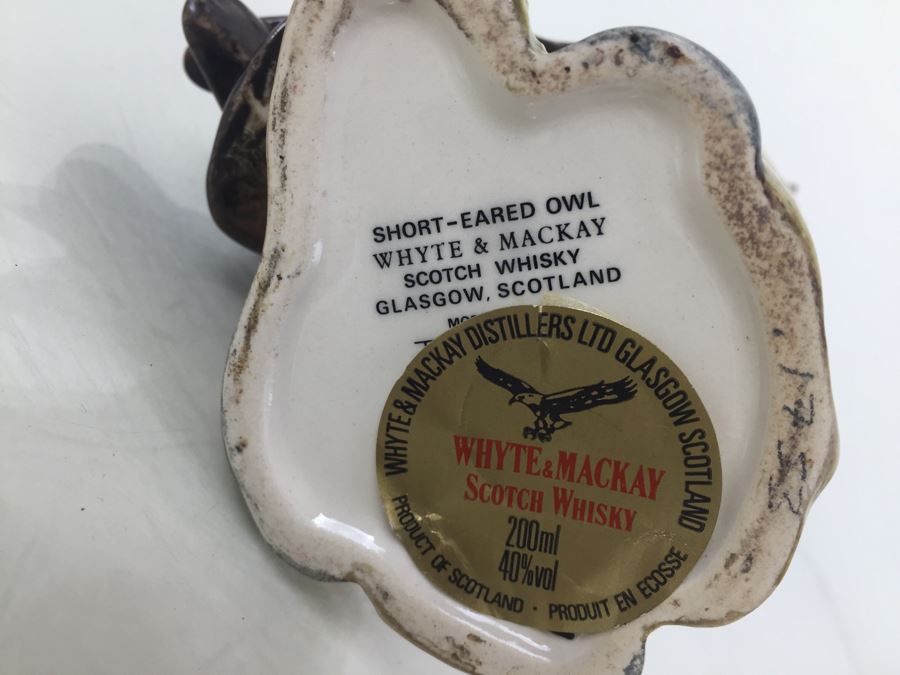 SHORT-EARED OWL
WHYTE & MACKAY
SCOTCH WHISKY
GLASGOW, SCOTLAND
WHYTE & MACKAY DISTILLERS LTD GLASGOW SCOTLAND
WHYTE & MACKAY
SCOTCH WHISKY
200ml
40%vol
PRODUCT OF SCOTLAND · PRODUIT EN ECOSSE